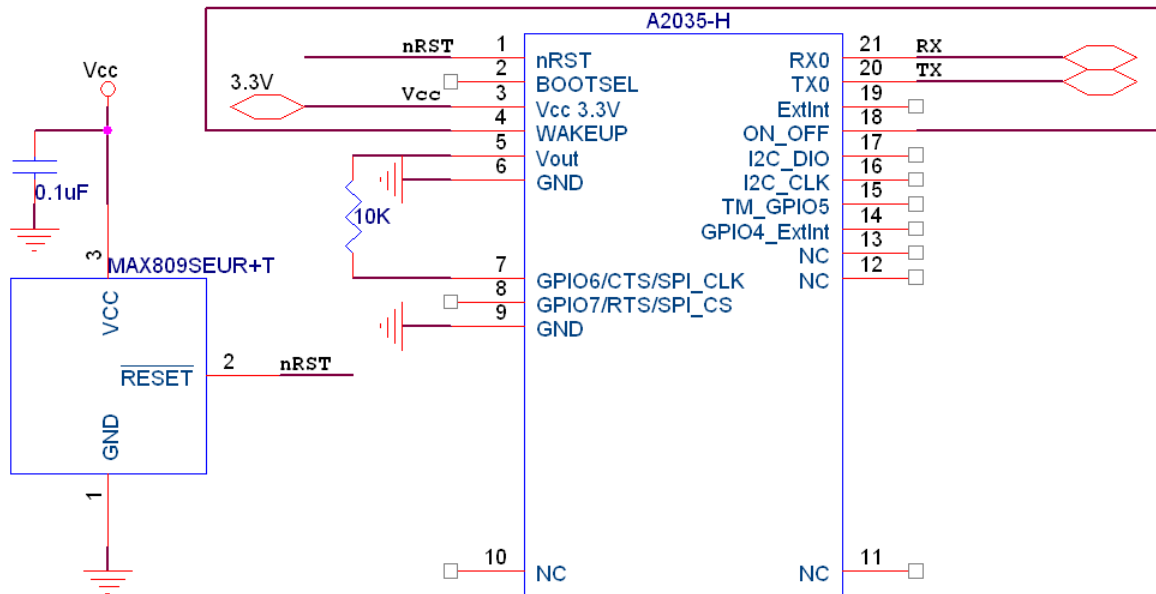 A2035-H
nRST 1 nRST
2 BOOTSEL
3.3V Vcc 3 Vcc 3.3V
4 WAKEUP
5 Vout
6 GND
10K
7 GPIO6/CTS/SPI_CLK
8 GPIO7/RTS/SPI_CS
9 GND
10 NC
RX0 21 RX
TX0 20 TX
ExtInt 19
ON_OFF 18
I2C_DIO 17
I2C_CLK 16
TM_GPIO5 15
GPIO4_ExtInt 14
NC 13
NC 12
NC 11
Vcc
0.1uF
3 MAX809SEUR+T
VCC
RESET 2 nRST
GND
1